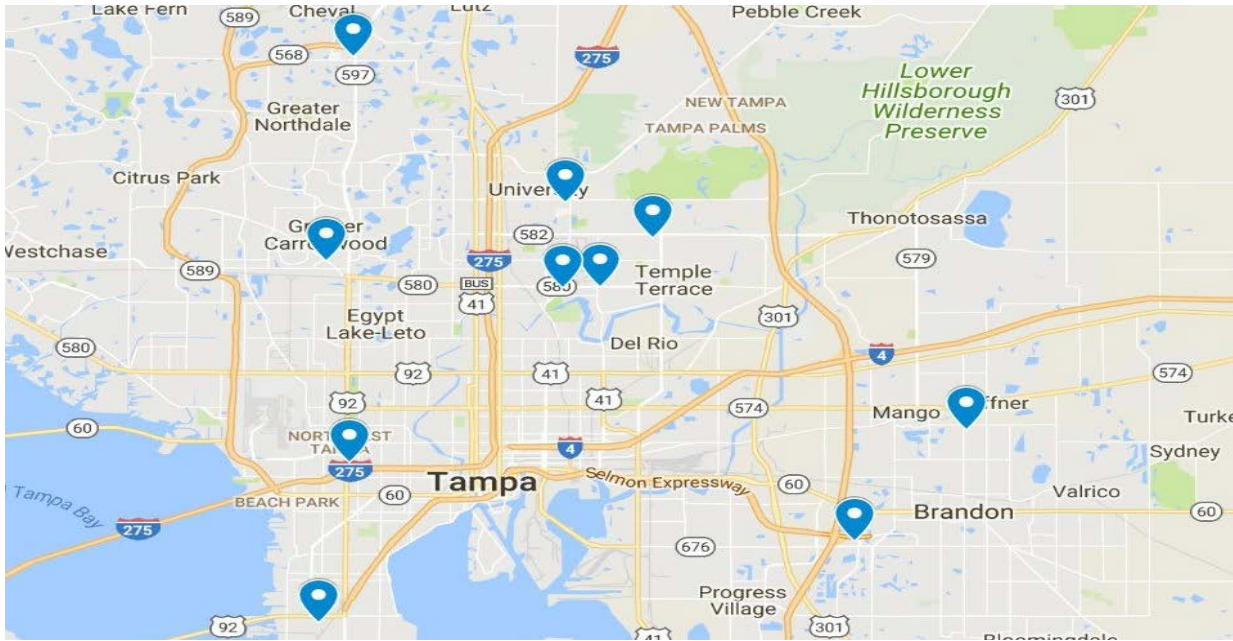 Lake Fern
589
Cheval
Lutz
Pebble Creek
568
597
275
Lower
Hillsborough
Wilderness
Preserve
301
Greater
Northdale
NEW TAMPA
TAMPA PALMS
Citrus Park
University
Thonotosassa
Greater
582
Westchase
589
275
579
580
BUS
41
580
Temple
Terrace
Egypt
Lake-Leto
301
580
Del Rio
4
92
41
574
92
41
574
Mango
60
4
Turke
TAMPA
275
Sydney
Tampa
Selmon Expressway
60
Tampa Bay
BEACH PARK
60
Valrico
275
Brandon
60
676
Progress
Village
92
41
301